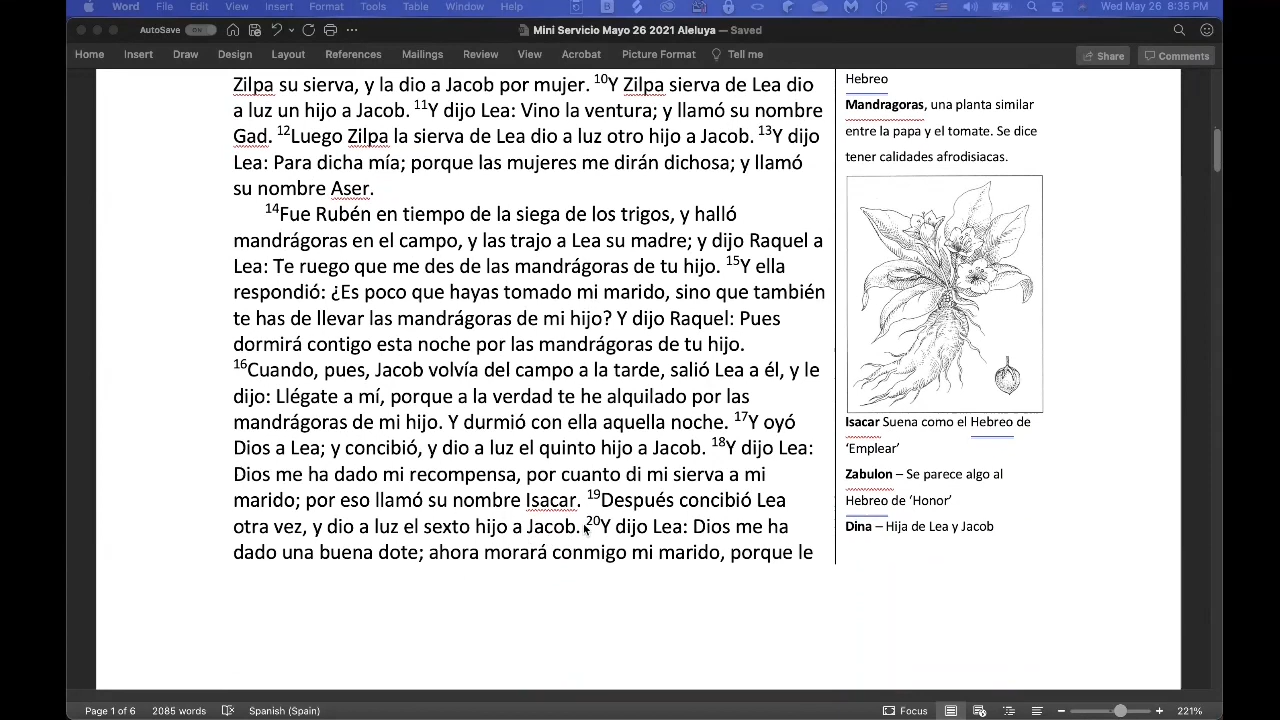 Word File Edit View Insert Format Tools Table Window Help Wed May 26 8:35 PM
AutoSave ON Mini Servicio Mayo 26 2021 Aleluya — Saved
Home Insert Draw Design Layout References Mailings Review View Acrobat Picture Format Tell me Share Comments
Zilpa su sierva, y la dio a Jacob por mujer. 10Y Zilpa sierva de Lea dio
a luz un hijo a Jacob. 11Y dijo Lea: Vino la ventura; y llamó su nombre
Gad. 12Luego Zilpa la sierva de Lea dio a luz otro hijo a Jacob. 13Y dijo
Lea: Para dicha mía; porque las mujeres me dirán dichosa; y llamó
su nombre Aser.
14Fue Rubén en tiempo de la siega de los trigos, y halló
mandrágoras en el campo, y las trajo a Lea su madre; y dijo Raquel a
Lea: Te ruego que me des de las mandrágoras de tu hijo. 15Y ella
respondió: ¿Es poco que hayas tomado mi marido, sino que también
te has de llevar las mandrágoras de mi hijo? Y dijo Raquel: Pues
dormirá contigo esta noche por las mandrágoras de tu hijo.
16Cuando, pues, Jacob volvía del campo a la tarde, salió Lea a él, y le
dijo: Llégate a mí, porque a la verdad te he alquilado por las
mandrágoras de mi hijo. Y durmió con ella aquella noche. 17Y oyó
Dios a Lea; y concibió, y dio a luz el quinto hijo a Jacob. 18Y dijo Lea:
Dios me ha dado mi recompensa, por cuanto di mi sierva a mi
marido; por eso llamó su nombre Isacar. 19Después concibió Lea
otra vez, y dio a luz el sexto hijo a Jacob. 20Y dijo Lea: Dios me ha
dado una buena dote; ahora morará conmigo mi marido, porque le
Hebreo
Mandragoras, una planta similar
entre la papa y el tomate. Se dice
tener calidades afrodisiacas.
Isacar Suena como el Hebreo de
‘Emplear’
Zabulon – Se parece algo al
Hebreo de ‘Honor’
Dina – Hija de Lea y Jacob
Page 1 of 6 2085 words Spanish (Spain) Focus 221%